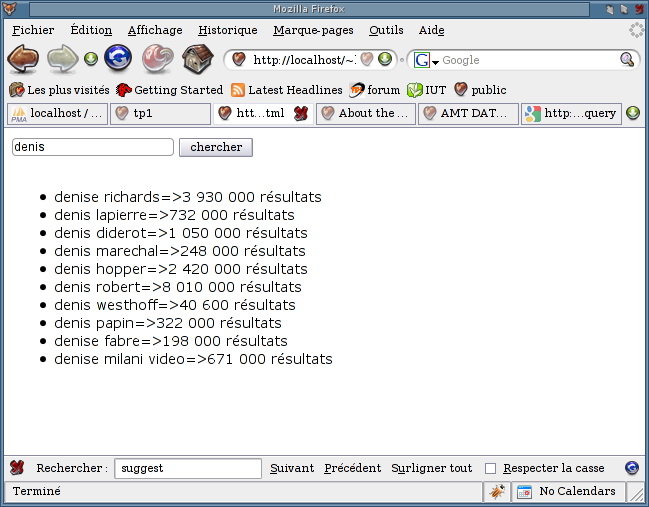 Mozilla Firefox
Fichier Édition Affichage Historique Marque-pages Outils Aide
http://localhost/~ Google
Les plus visités Getting Started Latest Headlines forum IUT public
PMA localhost / ... tp1 htt...tml About the ... AMT DAT... http:...query
denis chercher
denise richards=>3 930 000 résultats
denis lapierre=>732 000 résultats
denis diderot=>1 050 000 résultats
denis marechal=>248 000 résultats
denis hopper=>2 420 000 résultats
denis robert=>8 010 000 résultats
denis westhoff=>40 600 résultats
denis papin=>322 000 résultats
denise fabre=>198 000 résultats
denise milani video=>671 000 résultats
Rechercher : suggest Suivant Précédent Surligner tout Respecter la casse
Terminé No Calendars